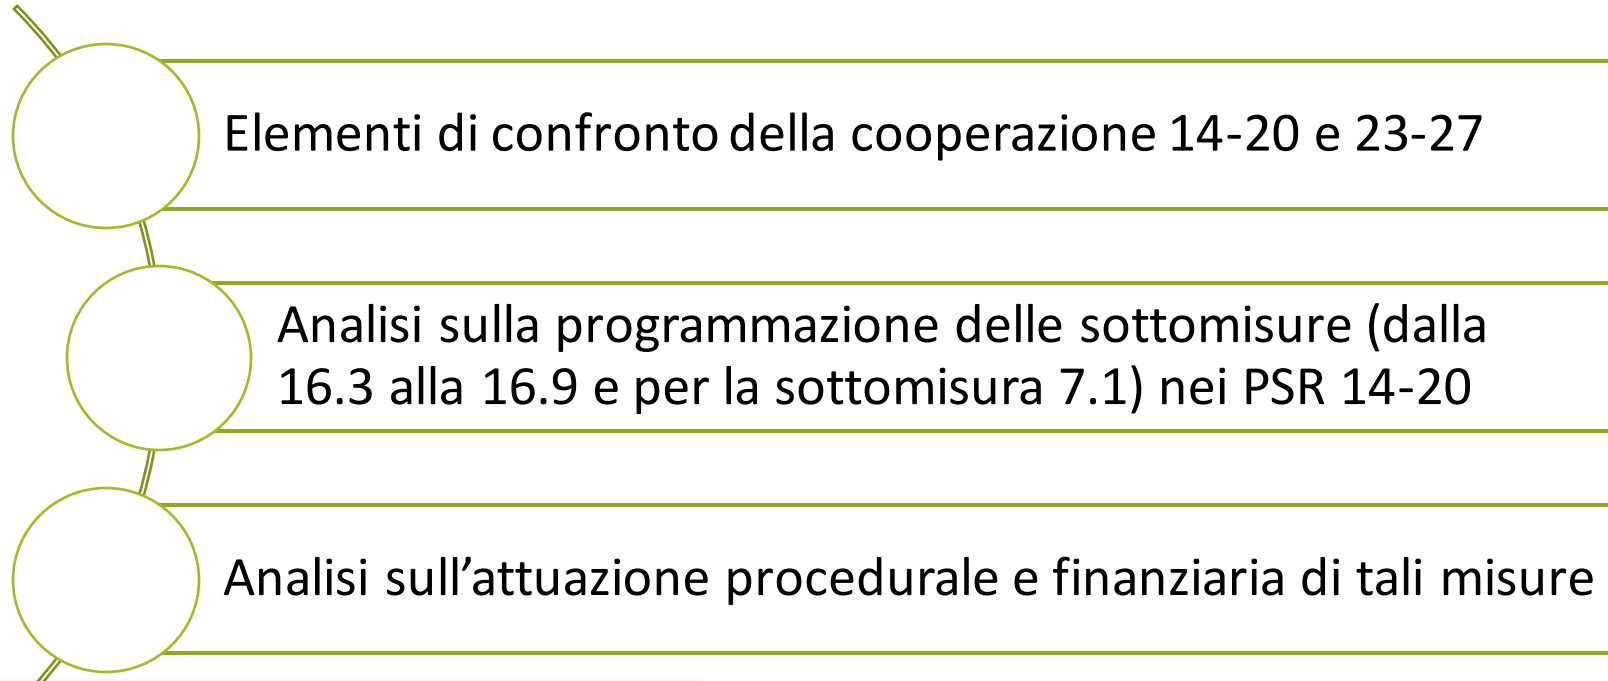 Elementi di confronto della cooperazione 14-20 e 23-27
Analisi sulla programmazione delle sottomisure (dalla
16.3 alla 16.9 e per la sottomisura 7.1) nei PSR 14-20
Analisi sull’attuazione procedurale e finanziaria di tali misure